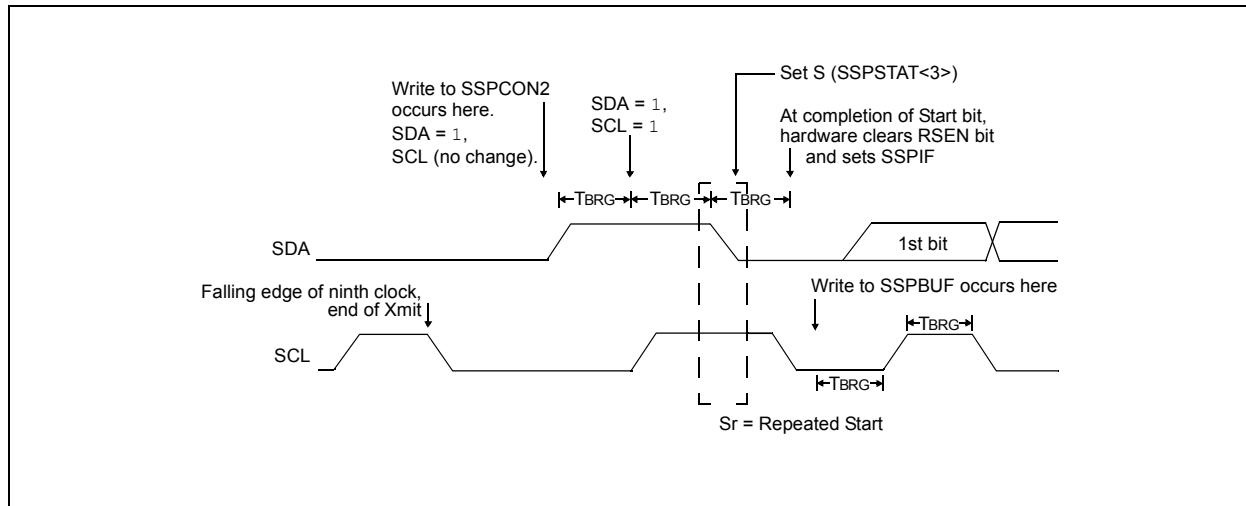 Set S (SSPSTAT<3>)
Write to SSPCON2
occurs here.
SDA = 1,
SCL (no change).
SDA = 1,
SCL = 1
At completion of Start bit,
hardware clears RSEN bit
and sets SSPIF
TBRG TBRG TBRG
SDA
1st bit
Falling edge of ninth clock,
end of Xmit
Write to SSPBUF occurs here
TBRG
SCL
TBRG
Sr = Repeated Start